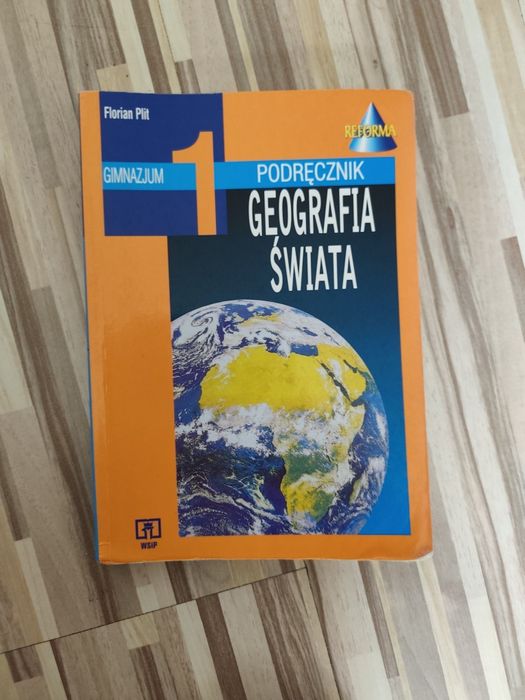 Florian Plit
REFORMA
GIMNAZJUM
1
PODRĘCZNIK
GEOGRAFIA
ŚWIATA
WSiP